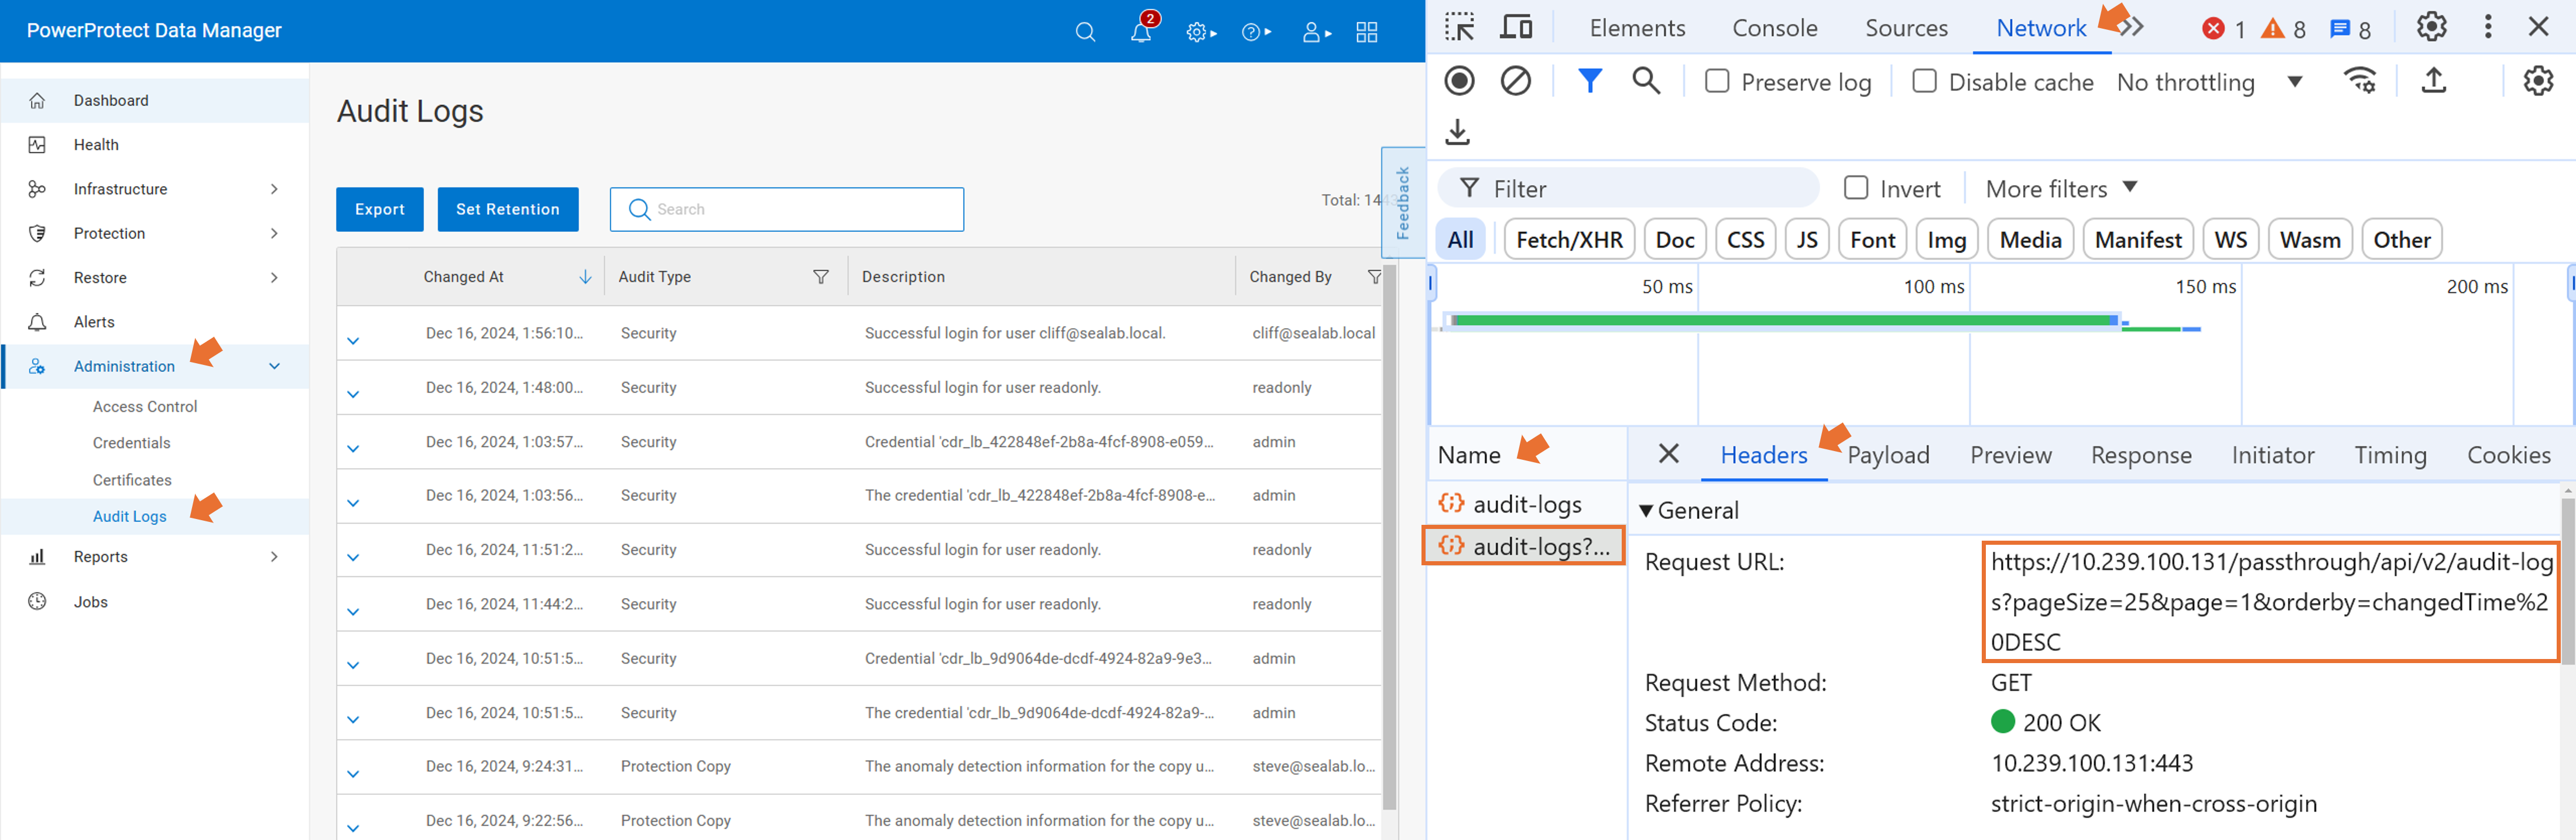 PowerProtect Data Manager
2
Dashboard
Health
Infrastructure
Protection
Restore
Alerts
Administration
Access Control
Credentials
Certificates
Audit Logs
Reports
Jobs
Audit Logs
Export
Set Retention
Search
Total: 1443
Feedback
Changed At Audit Type Description Changed By
Dec 16, 2024, 1:56:10... Security Successful login for user cliff@sealab.local. cliff@sealab.local
Dec 16, 2024, 1:48:00... Security Successful login for user readonly. readonly
Dec 16, 2024, 1:03:57... Security Credential 'cdr_lb_422848ef-2b8a-4fcf-8908-e059... admin
Dec 16, 2024, 1:03:56... Security The credential 'cdr_lb_422848ef-2b8a-4fcf-8908-e... admin
Dec 16, 2024, 11:51:2... Security Successful login for user readonly. readonly
Dec 16, 2024, 11:44:2... Security Successful login for user readonly. readonly
Dec 16, 2024, 10:51:5... Security Credential 'cdr_lb_9d9064de-dcdf-4924-82a9-9e3... admin
Dec 16, 2024, 10:51:5... Security The credential 'cdr_lb_9d9064de-dcdf-4924-82a9-... admin
Dec 16, 2024, 9:24:31... Protection Copy The anomaly detection information for the copy u... steve@sealab.lo...
Dec 16, 2024, 9:22:56... Protection Copy The anomaly detection information for the copy u... steve@sealab.lo...
Elements Console Sources Network 1 8 8
Preserve log Disable cache No throttling
Filter Invert More filters
All Fetch/XHR Doc CSS JS Font Img Media Manifest WS Wasm Other
50 ms 100 ms 150 ms 200 ms
Name
audit-logs
audit-logs?...
Headers Payload Preview Response Initiator Timing Cookies
General
Request URL: https://10.239.100.131/passthrough/api/v2/audit-log
s?pageSize=25&page=1&orderby=changedTime%2
0DESC
Request Method: GET
Status Code: 200 OK
Remote Address: 10.239.100.131:443
Referrer Policy: strict-origin-when-cross-origin